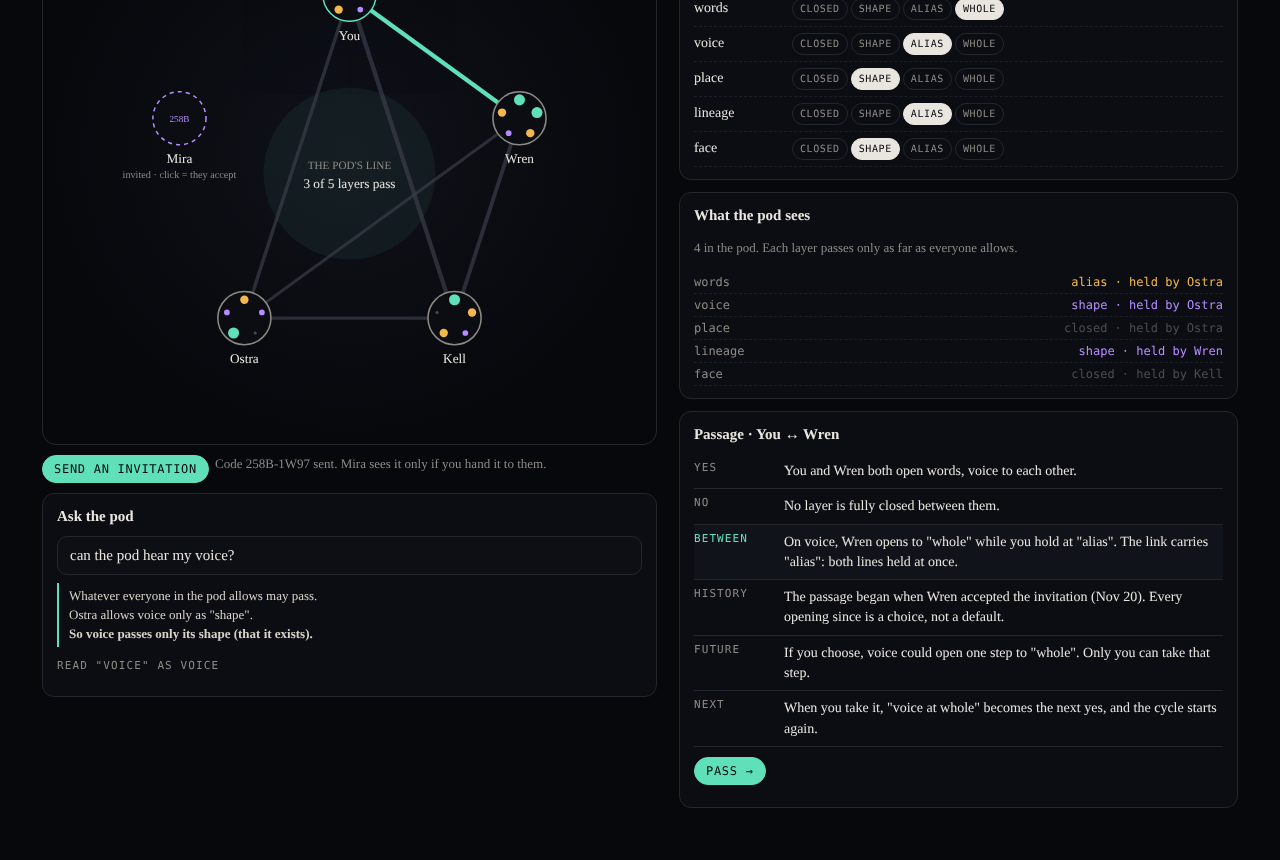 You
258B
Mira
invited · click = they accept
THE POD'S LINE
3 of 5 layers pass
Wren
Ostra
Kell
SEND AN INVITATION
Code 258B-1W97 sent. Mira sees it only if you hand it to them.
Ask the pod
can the pod hear my voice?
Whatever everyone in the pod allows may pass.
Ostra allows voice only as "shape".
So voice passes only its shape (that it exists).
READ "VOICE" AS VOICE
words CLOSED SHAPE ALIAS WHOLE
voice CLOSED SHAPE ALIAS WHOLE
place CLOSED SHAPE ALIAS WHOLE
lineage CLOSED SHAPE ALIAS WHOLE
face CLOSED SHAPE ALIAS WHOLE
What the pod sees
4 in the pod. Each layer passes only as far as everyone allows.
words alias · held by Ostra
voice shape · held by Ostra
place closed · held by Ostra
lineage shape · held by Wren
face closed · held by Kell
Passage · You ↔ Wren
YES You and Wren both open words, voice to each other.
NO No layer is fully closed between them.
BETWEEN On voice, Wren opens to "whole" while you hold at "alias". The link carries
"alias": both lines held at once.
HISTORY The passage began when Wren accepted the invitation (Nov 20). Every
opening since is a choice, not a default.
FUTURE If you choose, voice could open one step to "whole". Only you can take that
step.
NEXT When you take it, "voice at whole" becomes the next yes, and the cycle starts
again.
PASS →